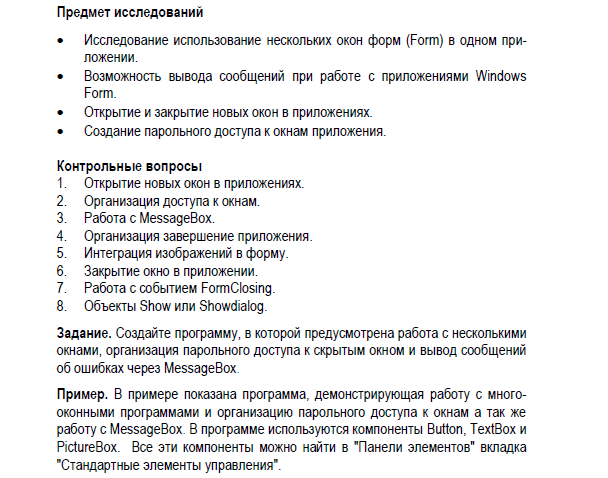 Предмет исследований
• Исследование использование нескольких окон форм (Form) в одном при-
ложении.
• Возможность вывода сообщений при работе с приложениями Windows
Form.
• Открытие и закрытие новых окон в приложениях.
• Создание парольного доступа к окнам приложения.
Контрольные вопросы
1. Открытие новых окон в приложениях.
2. Организация доступа к окнам.
3. Работа с MessageBox.
4. Организация завершение приложения.
5. Интеграция изображений в форму.
6. Закрытие окно в приложении.
7. Работа с событием FormClosing.
8. Объекты Show или Showdialog.
Задание. Создайте программу, в которой предусмотрена работа с несколькими
окнами, организация парольного доступа к скрытым окном и вывод сообщений
об ошибках через MessageBox.
Пример. В примере показана программа, демонстрирующая работу с много-
оконными программами и организацию парольного доступа к окнам а так же
работу с MessageBox. В программе используются компоненты Button, TextBox и
PictureBox. Все эти компоненты можно найти в "Панели элементов" вкладка
"Стандартные элементы управления".